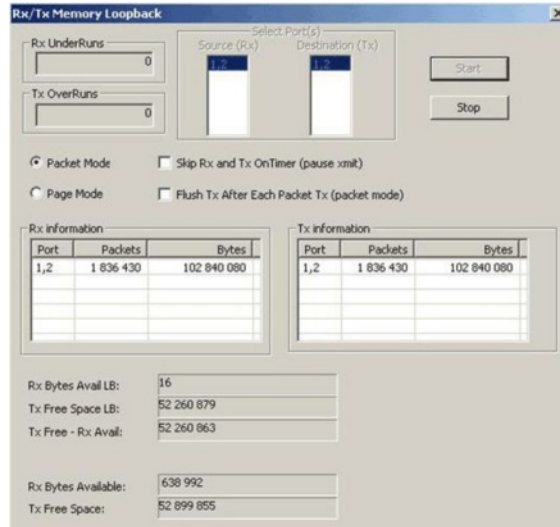 Rx/Tx Memory Loopback
Rx UnderRuns
0
Tx OverRuns
0
Select Port(s)
Source (Rx)
Destination (Tx)
1,2
1,2
Start
Stop
Packet Mode
Skip Rx and Tx OnTimer (pause xmit)
Page Mode
Flush Tx After Each Packet Tx (packet mode)
Rx information
Port Packets Bytes
1,2 1 836 430 102 840 080
Tx information
Port Packets Bytes
1,2 1 836 430 102 840 080
Rx Bytes Avail LB: 16
Tx Free Space LB: 52 260 879
Tx Free - Rx Avail: 52 260 863
Rx Bytes Available: 638 992
Tx Free Space: 52 899 855